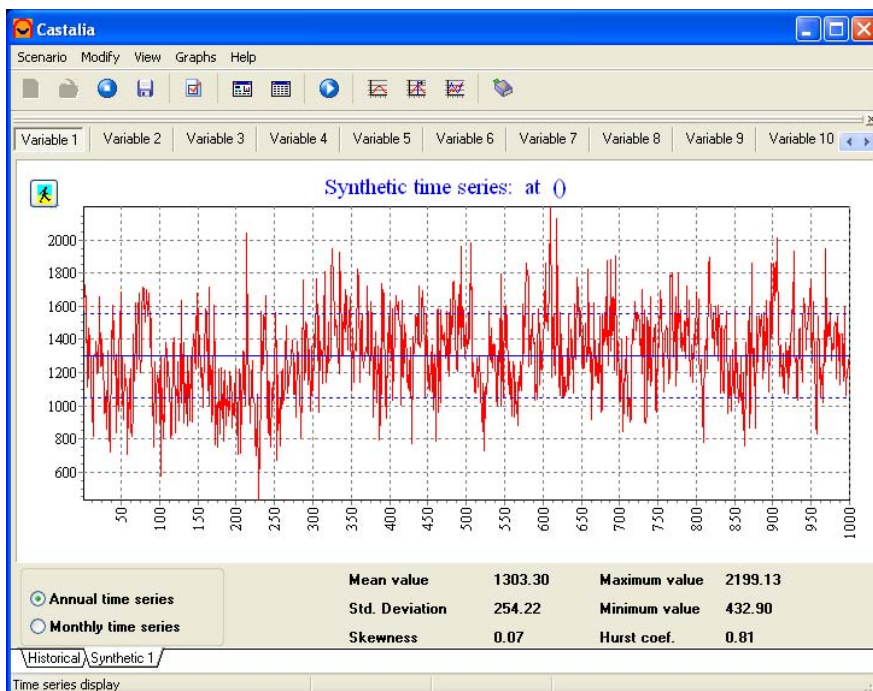 Castalia
Scenario Modify View Graphs Help
Variable 1 Variable 2 Variable 3 Variable 4 Variable 5 Variable 6 Variable 7 Variable 8 Variable 9 Variable 10
Synthetic time series: at ()
2000
1800
1600
1400
1200
1000
800
600
50 100 150 200 250 300 350 400 450 500 550 600 650 700 750 800 850 900 950 1000
Mean value 1303.30 Maximum value 2199.13
Annual time series
Std. Deviation 254.22 Minimum value 432.90
Monthly time series
Skewness 0.07 Hurst coef. 0.81
Historical Synthetic 1
Time series display